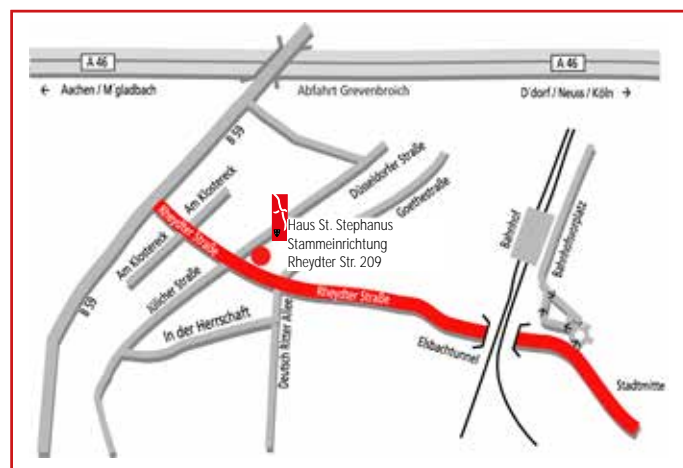 A 46
A 46
← Aachen / M´gladbach
Abfahrt Grevenbroich
D´dorf / Neuss / Köln →
B 59
Düsseldorfer Straße
Goethestraße
Am Klostereck
Am Klostereck
Rheydter Straße
Haus St. Stephanus
Stammeinrichtung
Rheydter Str. 209
Bahnhof
Bahnhofvorplatz
Jülicher Straße
Rheydter Straße
B 59
In der Herrschaft
Deutsch Ritter Allee
Elsbachtunnel
Stadtmitte